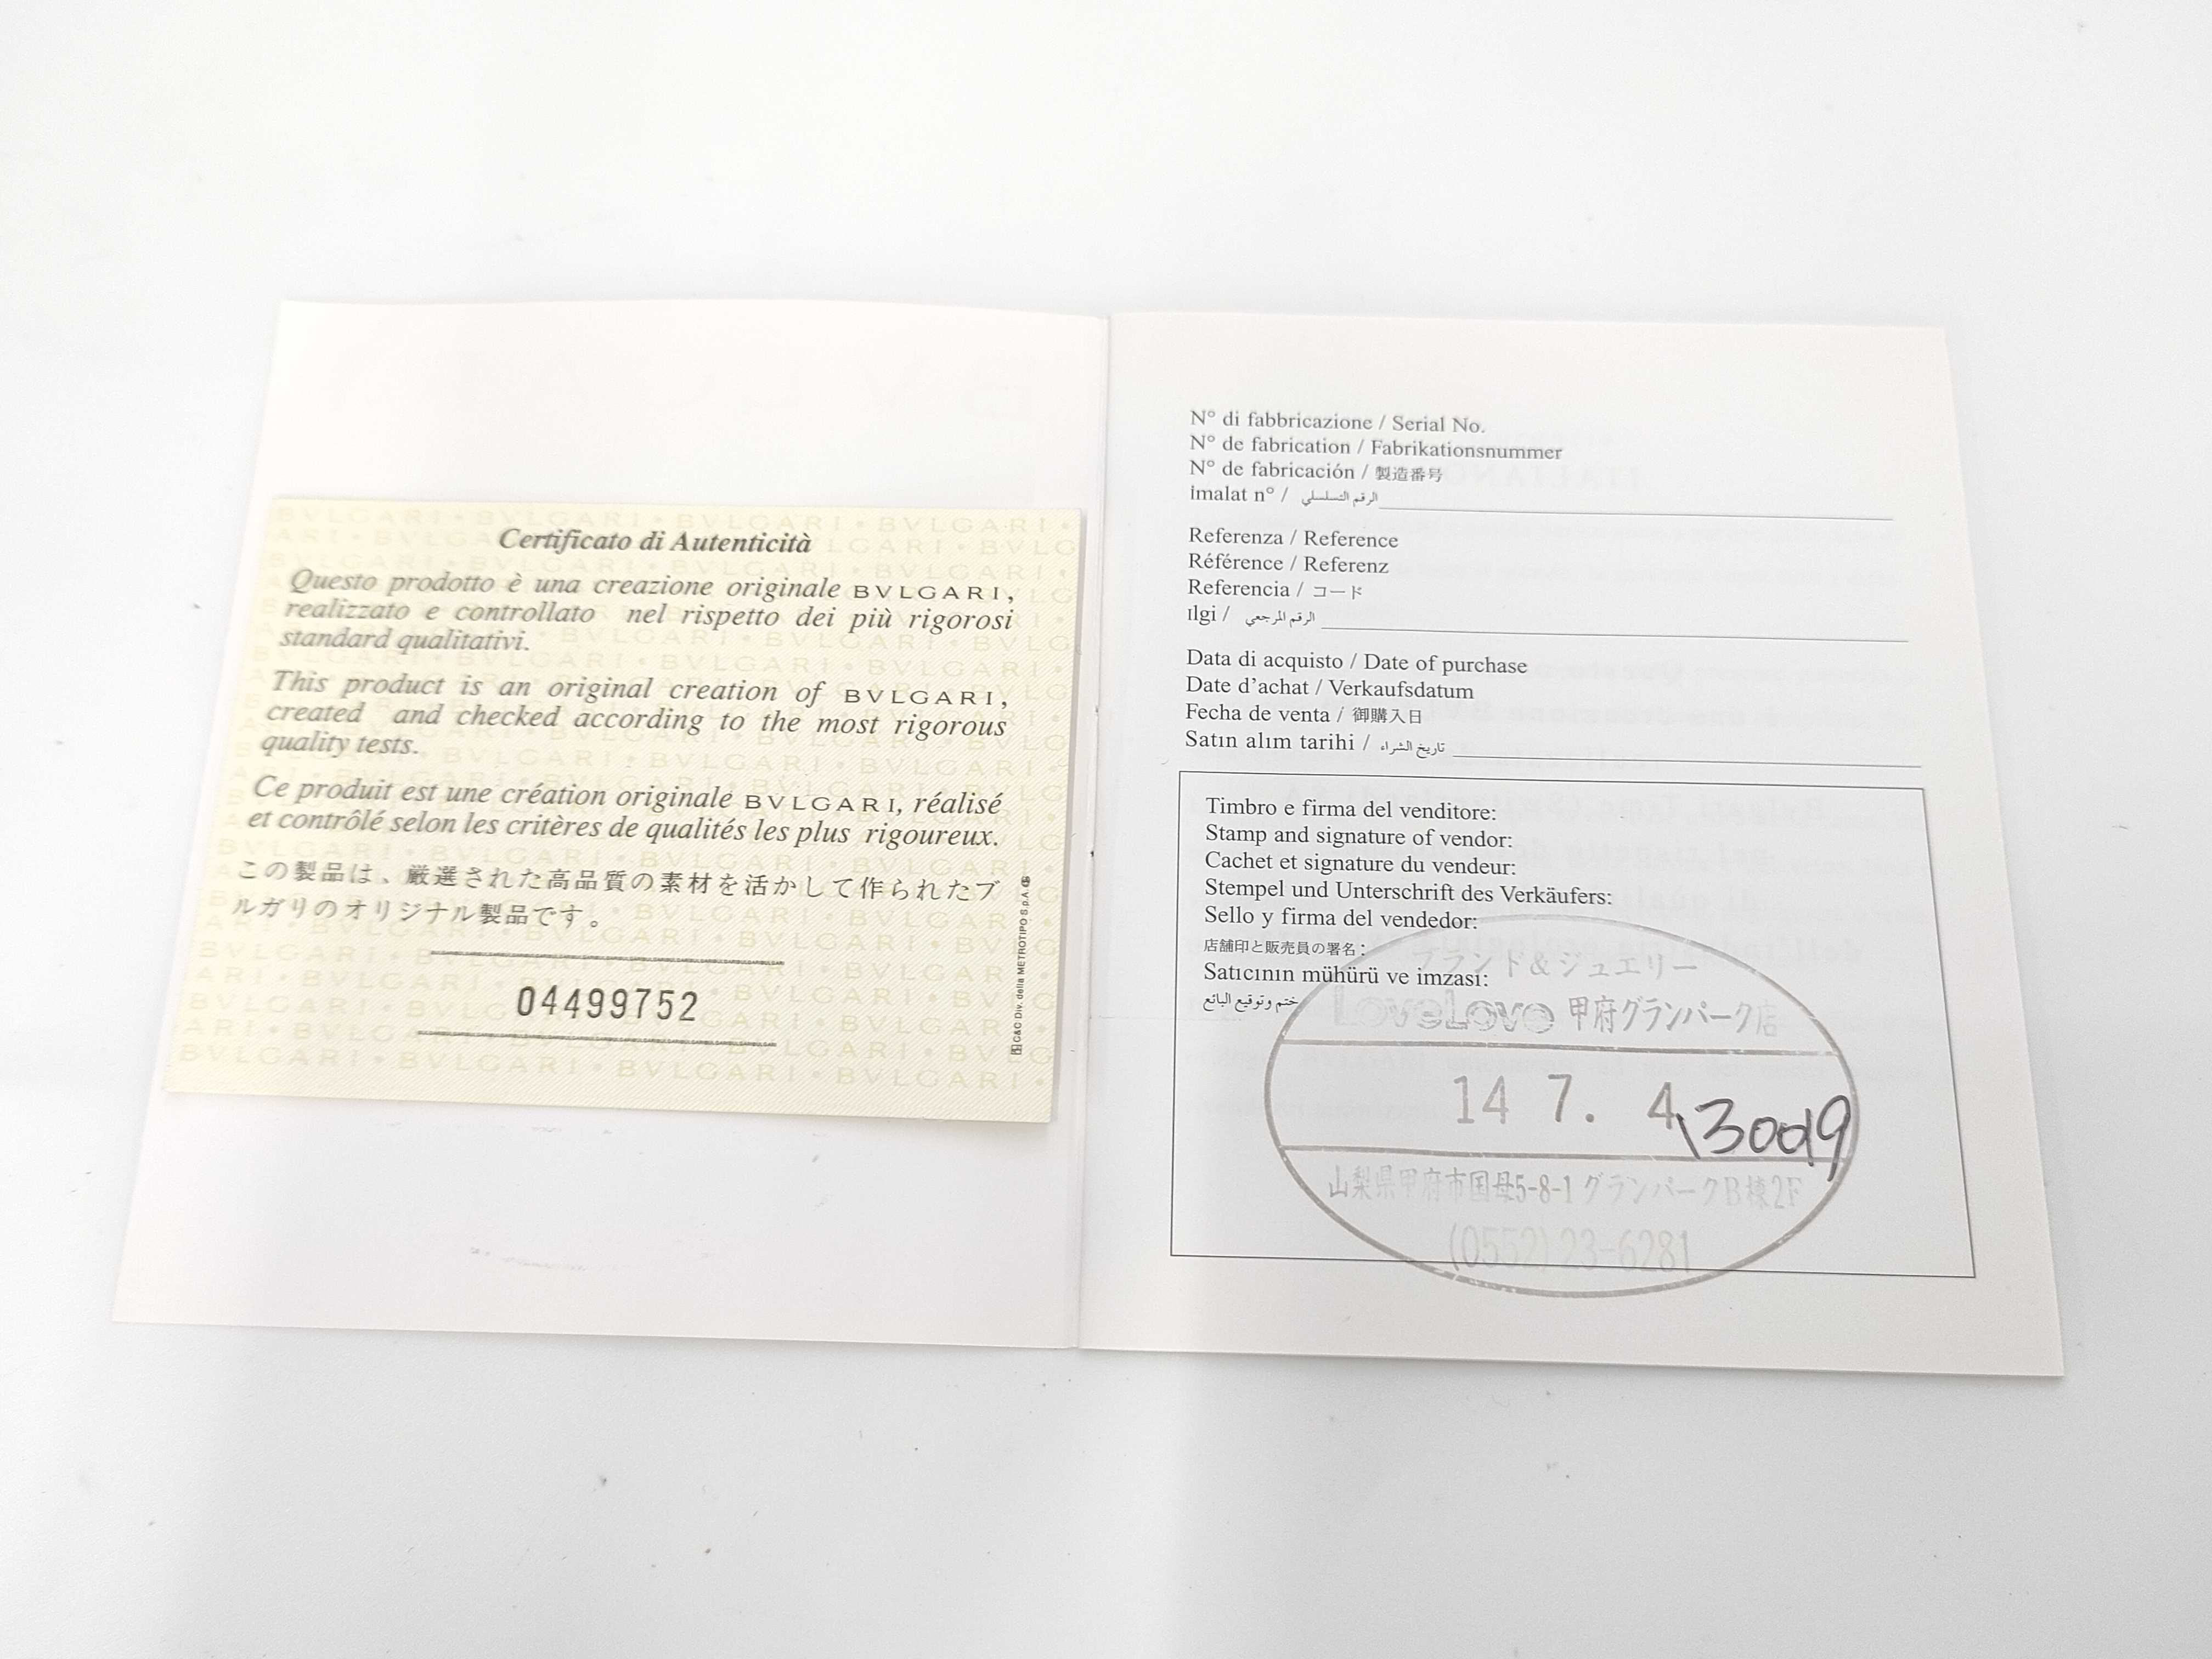 Certificato di Autenticità
Questo prodotto è una creazione originale BVLGARI,
realizzato e controllato nel rispetto dei più rigorosi
standard qualitativi.
This product is an original creation of BVLGARI,
created and checked according to the most rigorous
quality tests.
Ce produit est une création originale BVLGARI, réalisé
et contrôlé selon les critères de qualités les plus rigoureux.
この製品は、厳選された高品質の素材を活かして作られたブ
ルガリのオリジナル製品です。
04499752
C&C Div. della METROTIPO S.p.A.
N° di fabbricazione / Serial No.
N° de fabrication / Fabrikationsnummer
N° de fabricación / 製造番号
İmalat n° / الرقم التسلسلي
Referenza / Reference
Référence / Referenz
Referencia / コード
Ilgi / الرقم المرجعي
Data di acquisto / Date of purchase
Date d'achat / Verkaufsdatum
Fecha de venta / 御購入日
Satın alım tarihi / تاريخ الشراء
Timbro e firma del venditore:
Stamp and signature of vendor:
Cachet et signature du vendeur:
Stempel und Unterschrift des Verkäufers:
Sello y firma del vendedor:
店舗印と販売員の署名:
Satıcının mühürü ve imzası:
ختم وتوقيع البائع
ブランド&ジュエリー
LoveLove 甲府グランパーク店
14 7. 4
山梨県甲府市国母5-8-1グランパークB棟2F
(0552)23-6281